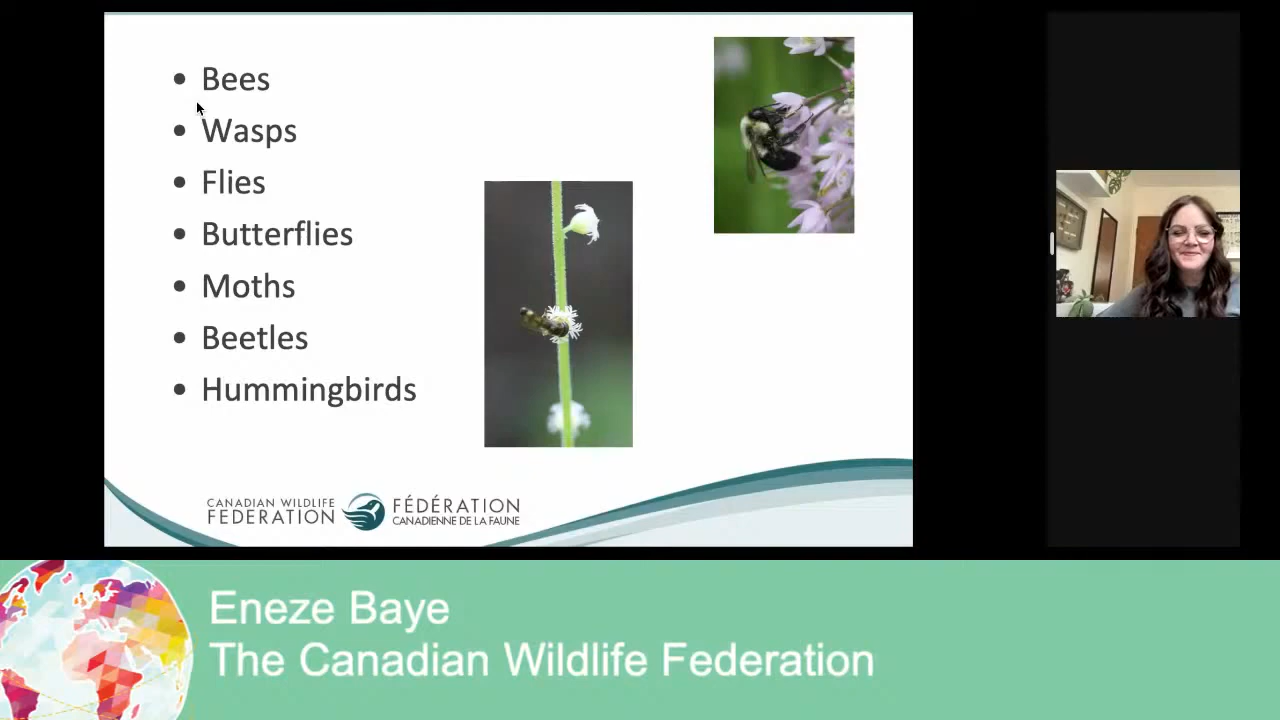 Bees
Wasps
Flies
Butterflies
Moths
Beetles
Hummingbirds
CANADIAN WILDLIFE
FEDERATION
FÉDÉRATION
CANADIENNE DE LA FAUNE
Eneze Baye
The Canadian Wildlife Federation